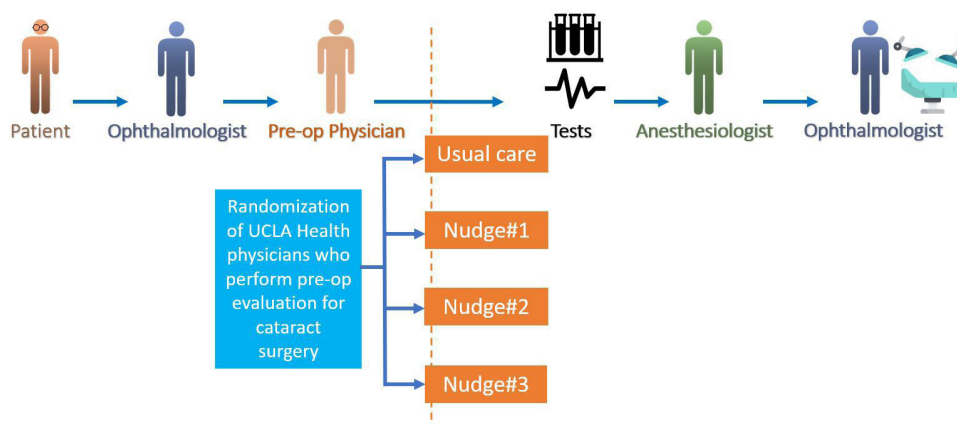 Patient
Ophthalmologist
Pre-op Physician
Tests
Anesthesiologist
Ophthalmologist
Usual care
Randomization
of UCLA Health
physicians who
perform pre-op
evaluation for
cataract
surgery
Nudge#1
Nudge#2
Nudge#3